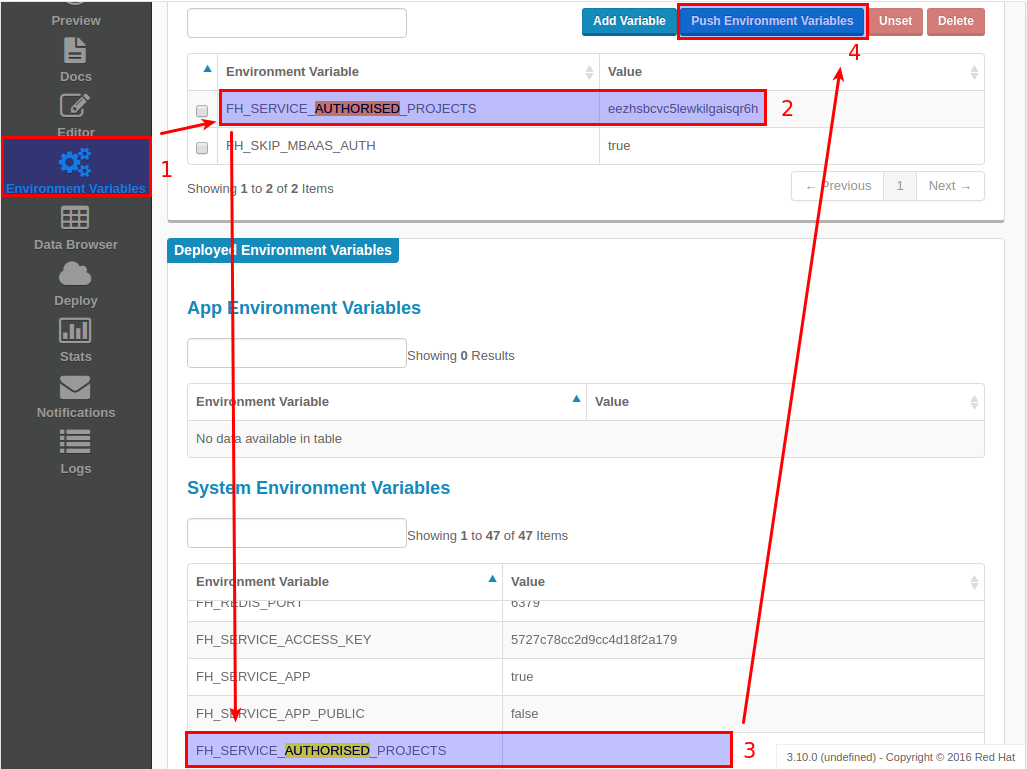 Preview
Docs
Editor
Environment Variables
Data Browser
Deploy
Stats
Notifications
Logs
1
Add Variable Push Environment Variables Unset Delete
4
Environment Variable Value
FH_SERVICE_AUTHORISED_PROJECTS eezhsbcvc5lewkilgaisqr6h
2
FH_SKIP_MBAAS_AUTH true
Showing 1 to 2 of 2 Items
← Previous 1 Next →
Deployed Environment Variables
App Environment Variables
Showing 0 Results
Environment Variable Value
No data available in table
System Environment Variables
Showing 1 to 47 of 47 Items
Environment Variable Value
FH_REDIS_PORT 6379
FH_SERVICE_ACCESS_KEY 5727c78cc2d9cc4d18f2a179
FH_SERVICE_APP true
FH_SERVICE_APP_PUBLIC false
FH_SERVICE_AUTHORISED_PROJECTS
3
3.10.0 (undefined) - Copyright © 2016 Red Hat